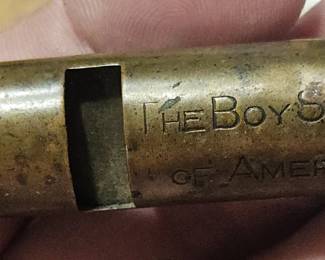 THE BOY S
OF AMER